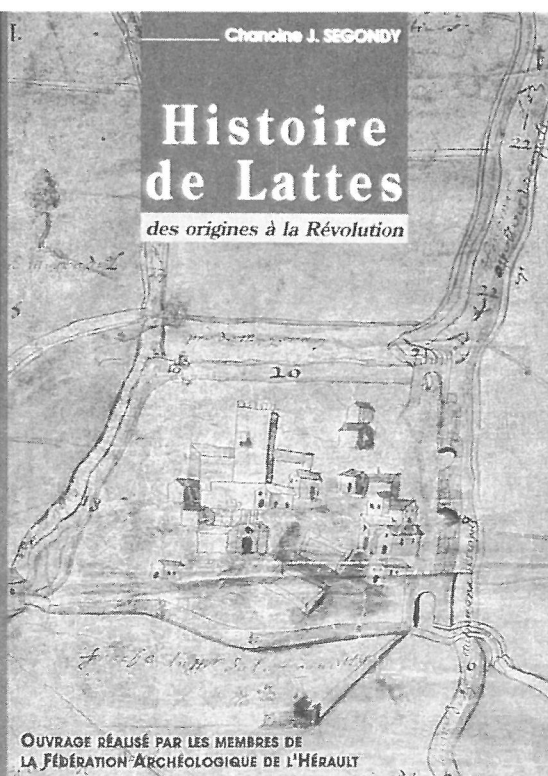 Chanoine J. SEGONDY
Histoire
de Lattes
des origines à la Révolution
20
OUVRAGE RÉALISÉ PAR LES MEMBRES DE
LA FÉDÉRATION ARCHÉOLOGIQUE DE L'HÉRAULT